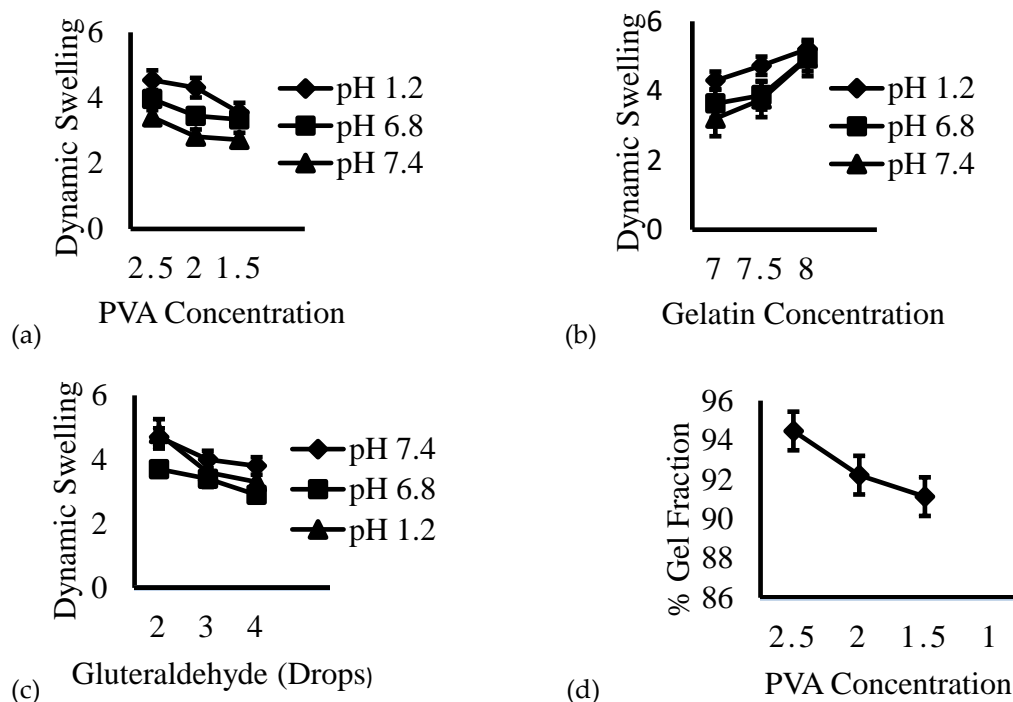 6
4
2
0
Dynamic Swelling
2.5 2 1.5
PVA Concentration
pH 1.2
pH 6.8
pH 7.4
(a)
6
4
2
0
Dynamic Swelling
7 7.5 8
Gelatin Concentration
pH 1.2
pH 6.8
pH 7.4
(b)
6
4
2
0
Dynamic Swelling
2 3 4
Gluteraldehyde (Drops)
pH 7.4
pH 6.8
pH 1.2
(c)
96
94
92
90
88
86
% Gel Fraction
2.5 2 1.5 1
PVA Concentration
(d)